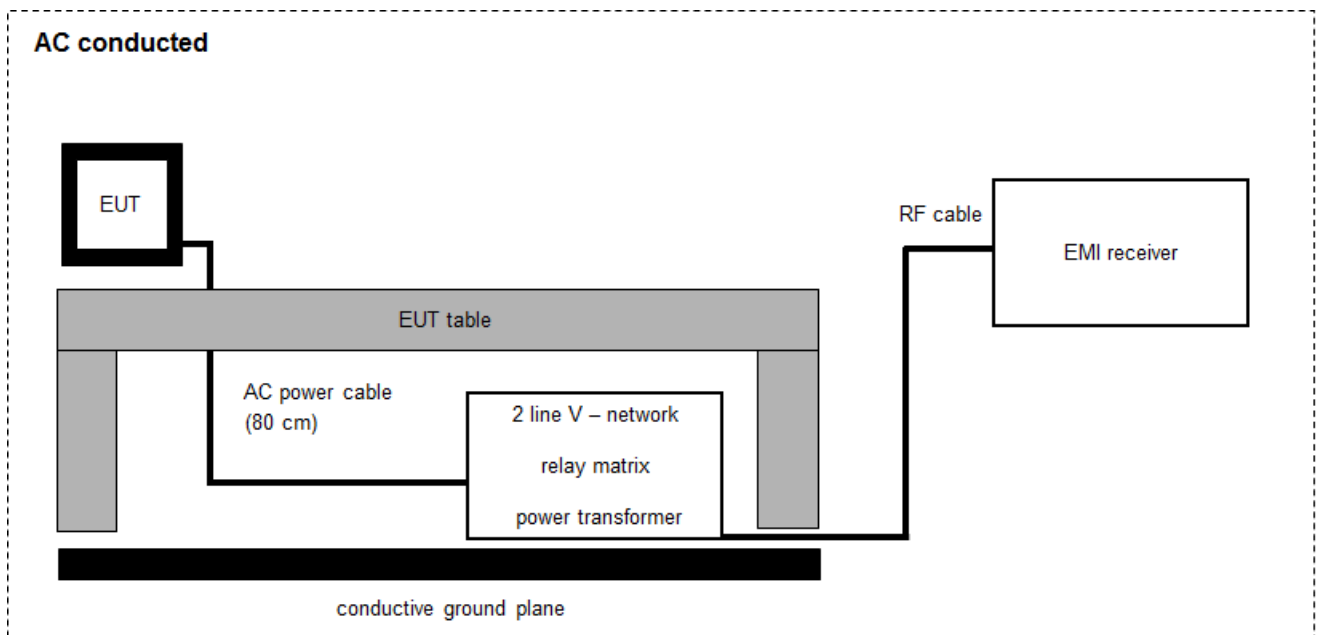 AC conducted
EUT
RF cable
EMI receiver
EUT table
AC power cable
(80 cm)
2 line V – network
relay matrix
power transformer
conductive ground plane